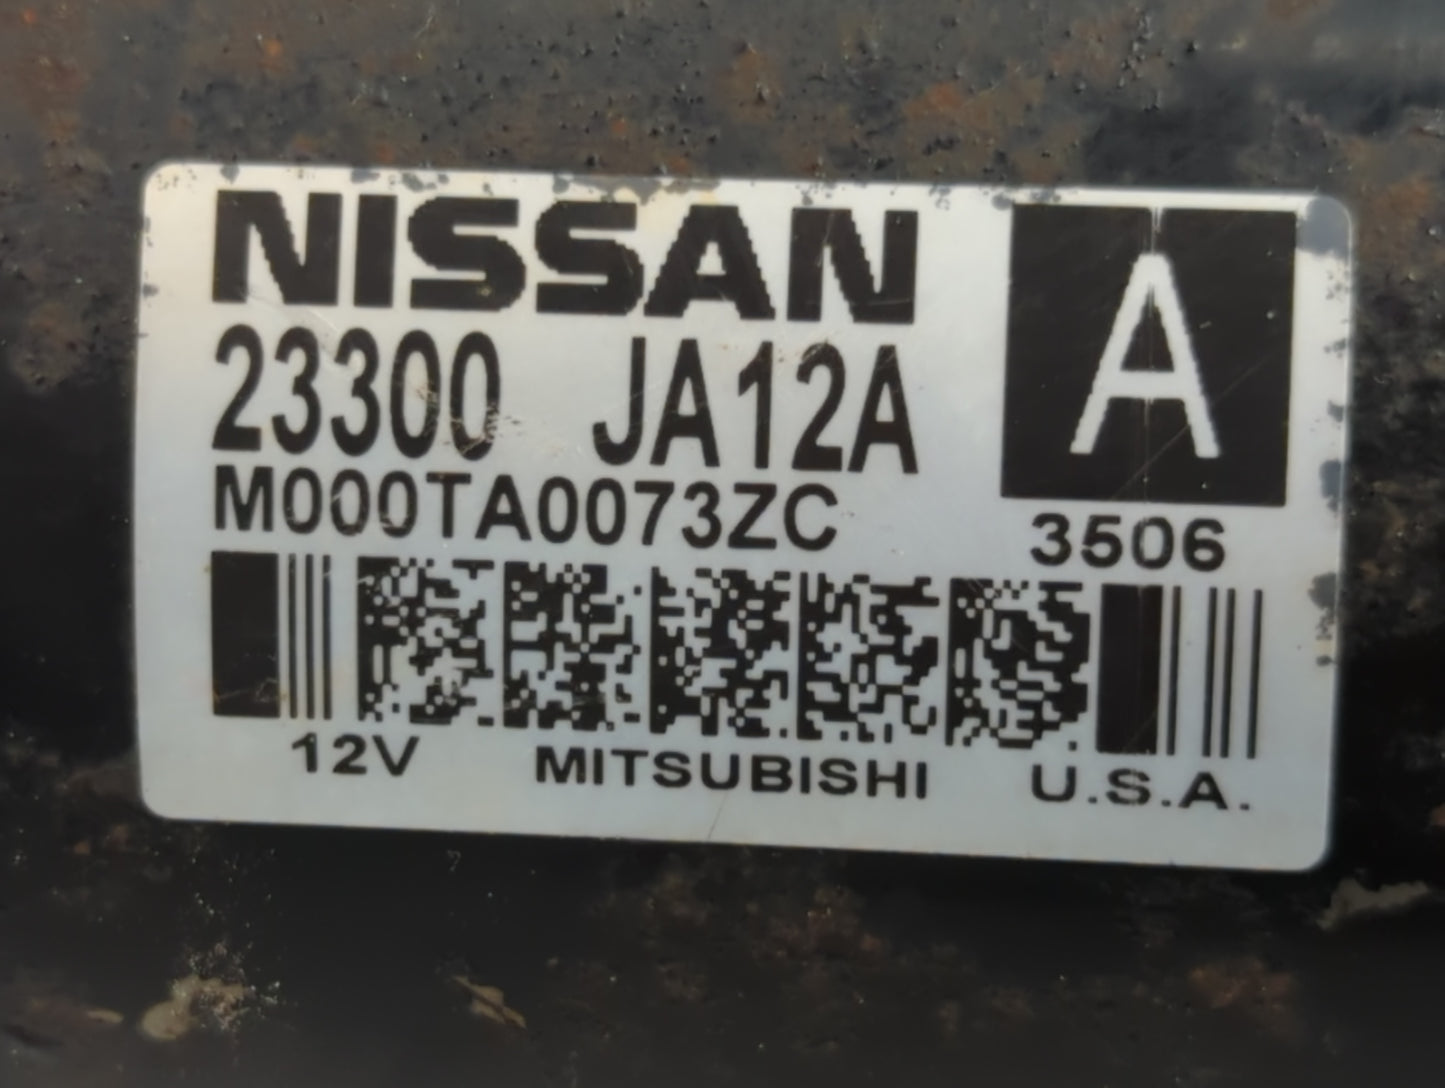 NISSAN
A
23300 JA12A
M000TA0073ZC
3506
12V MITSUBISHI U.S.A.